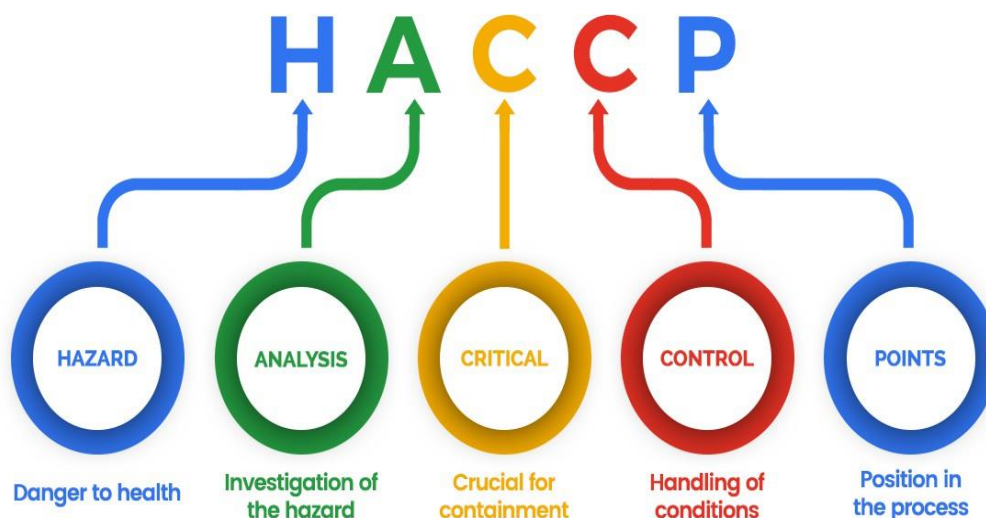 HACCP
HAZARD
ANALYSIS
CRITICAL
CONTROL
POINTS
Danger to health
Investigation of
the hazard
Crucial for
containment
Handling of
conditions
Position in
the process